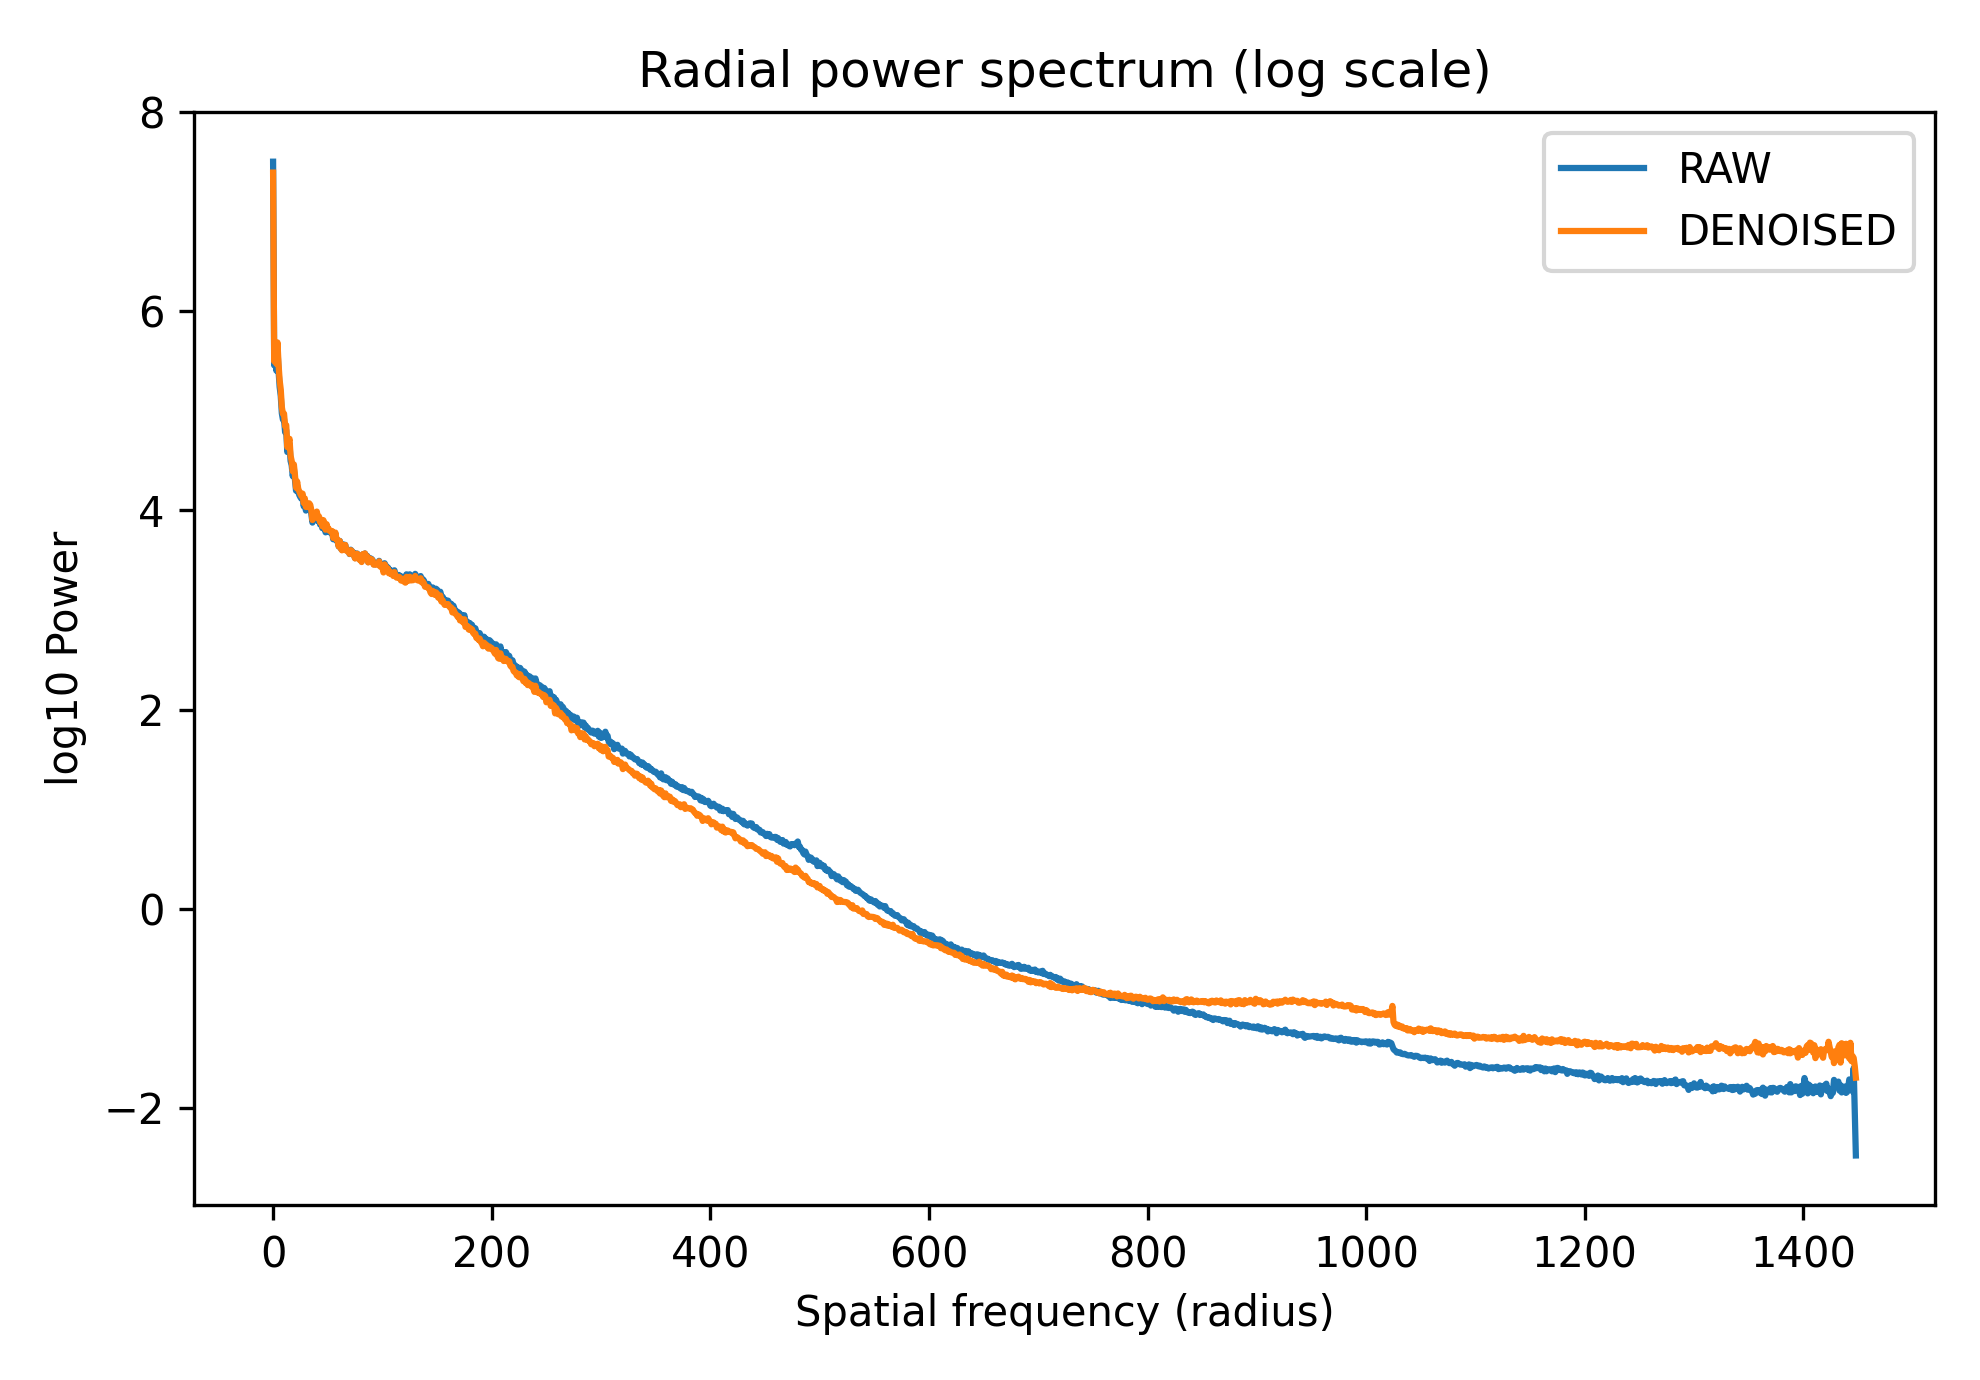 Radial power spectrum (log scale)
RAW
DENOISED
8
6
4
2
0
−2
log10 Power
0 200 400 600 800 1000 1200 1400
Spatial frequency (radius)